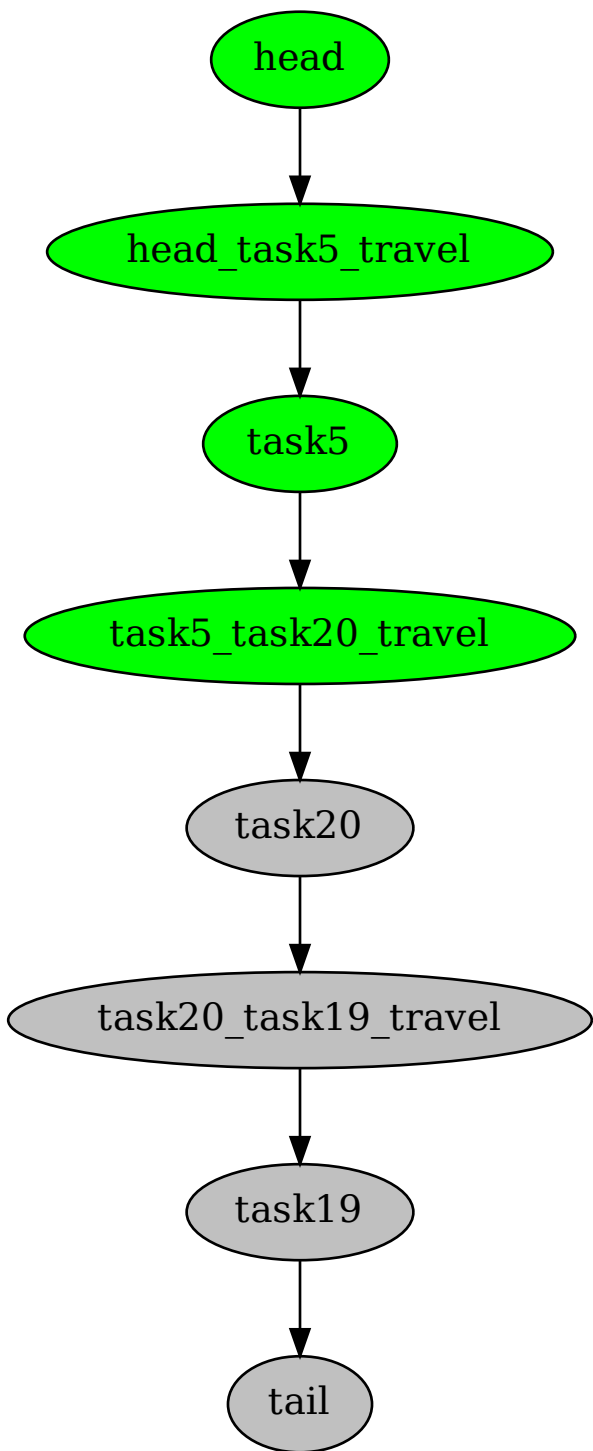 head
head_task5_travel
task5
task5_task20_travel
task20
task20_task19_travel
task19
tail